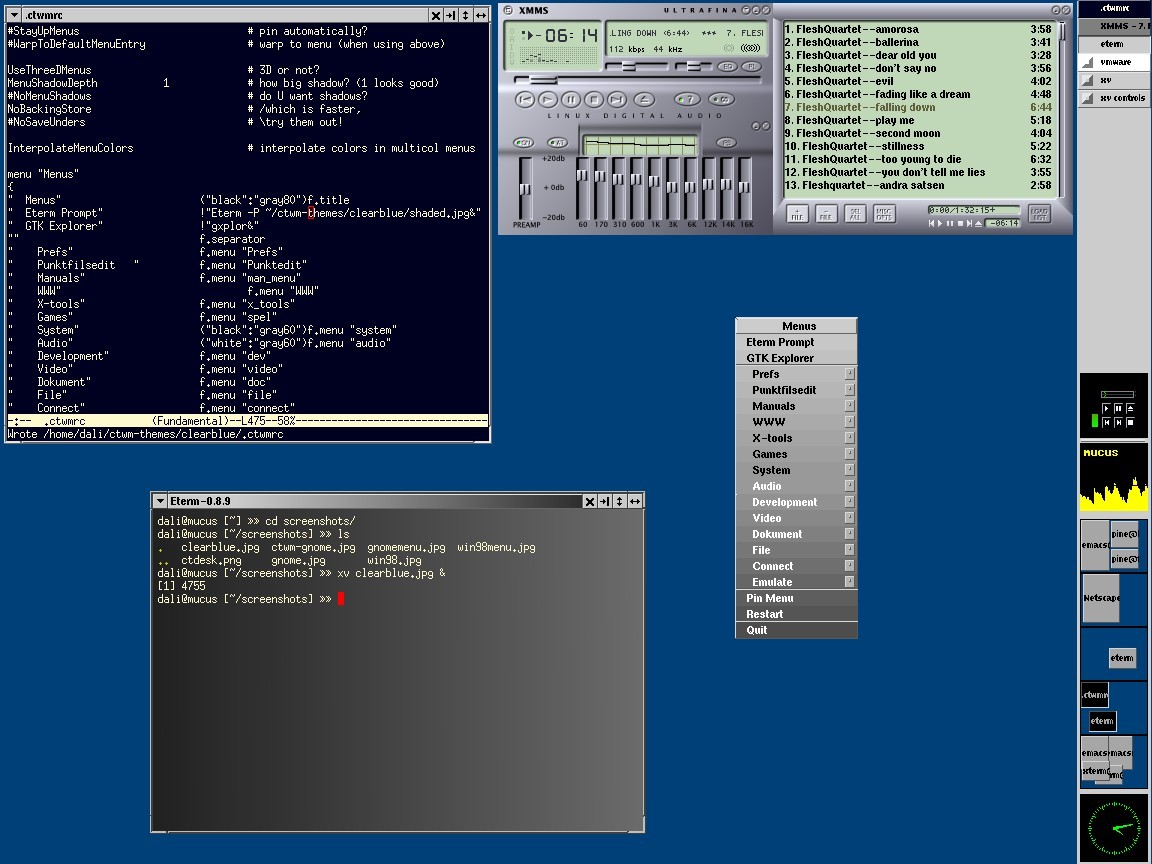 .ctwmrc
#StayUpMenus # pin automatically?
#WarpToDefaultMenuEntry # warp to menu (when using above)
UseThreeDMenus # 3D or not?
MenuShadowDepth 1 # how big shadow? (1 looks good)
#NoMenuShadows # do U want shadows?
NoBackingStore # /which is faster,
#NoSaveUnders # \try them out!
InterpolateMenuColors # interpolate colors in multicol menus
menu "Menus"
{
" Menus" ("black":"gray80")f.title
" Eterm Prompt" !"Eterm -P ~/ctwm-themes/clearblue/shaded.jpg&"
" GTK Explorer" !"gxplor&"
"" f.separator
" Prefs" f.menu "Prefs"
" Punktfilsedit " f.menu "Punktedit"
" Manuals" f.menu "man_menu"
" WWW" f.menu "WWW"
" X-tools" f.menu "x_tools"
" Games" f.menu "spel"
" System" ("black":"gray60")f.menu "system"
" Audio" ("white":"gray60")f.menu "audio"
" Development" f.menu "dev"
" Video" f.menu "video"
" Dokument" f.menu "doc"
" File" f.menu "file"
" Connect" f.menu "connect"
-:-- .ctwmrc (Fundamental)--L475--58%--------------------------------
Wrote /home/dali/ctwm-themes/clearblue/.ctwmrc
XMMS ULTRAFINA
06:14
.LING DOWN <6:44> *** 7. FLESH
112 kbps 44 kHz
LINUX DIGITAL AUDIO
+20db
+ 0db
-20db
PREAMP 60 170 310 600 1K 3K 6K 12K 14K 16K
1. FleshQuartet--amorosa 3:58
2. FleshQuartet--ballerina 3:41
3. FleshQuartet--dear old you 3:28
4. FleshQuartet--don't say no 3:56
5. FleshQuartet--evil 4:02
6. FleshQuartet--fading like a dream 4:48
7. FleshQuartet--falling down 6:44
8. FleshQuartet--play me 5:18
9. FleshQuartet--second moon 4:04
10. FleshQuartet--stillness 5:22
11. FleshQuartet--too young to die 6:32
12. FleshQuartet--you don't tell me lies 3:55
13. Fleshquartet--andra satsen 2:58
+ FILE
- FILE
SEL ALL
MISC OPTS
0:00/1:32:15+
-06:14
LOAD LIST
.ctwmrc
XMMS - 7.
eterm
vmware
xv
xv controls
Menus
Eterm Prompt
GTK Explorer
Prefs
Punktfilsedit
Manuals
WWW
X-tools
Games
System
Audio
Development
Video
Dokument
File
Connect
Emulate
Pin Menu
Restart
Quit
Eterm-0.8.9
dali@mucus [~] »» cd screenshots/
dali@mucus [~/screenshots] »» ls
. clearblue.jpg ctwm-gnome.jpg gnomemenu.jpg win98menu.jpg
.. ctdesk.png gnome.jpg win98.jpg
dali@mucus [~/screenshots] »» xv clearblue.jpg &
[1] 4755
dali@mucus [~/screenshots] »»
MUCUS
emacs
pine@
pine@
Netscape
eterm
.ctwmr
eterm
emacs
macs
xterm